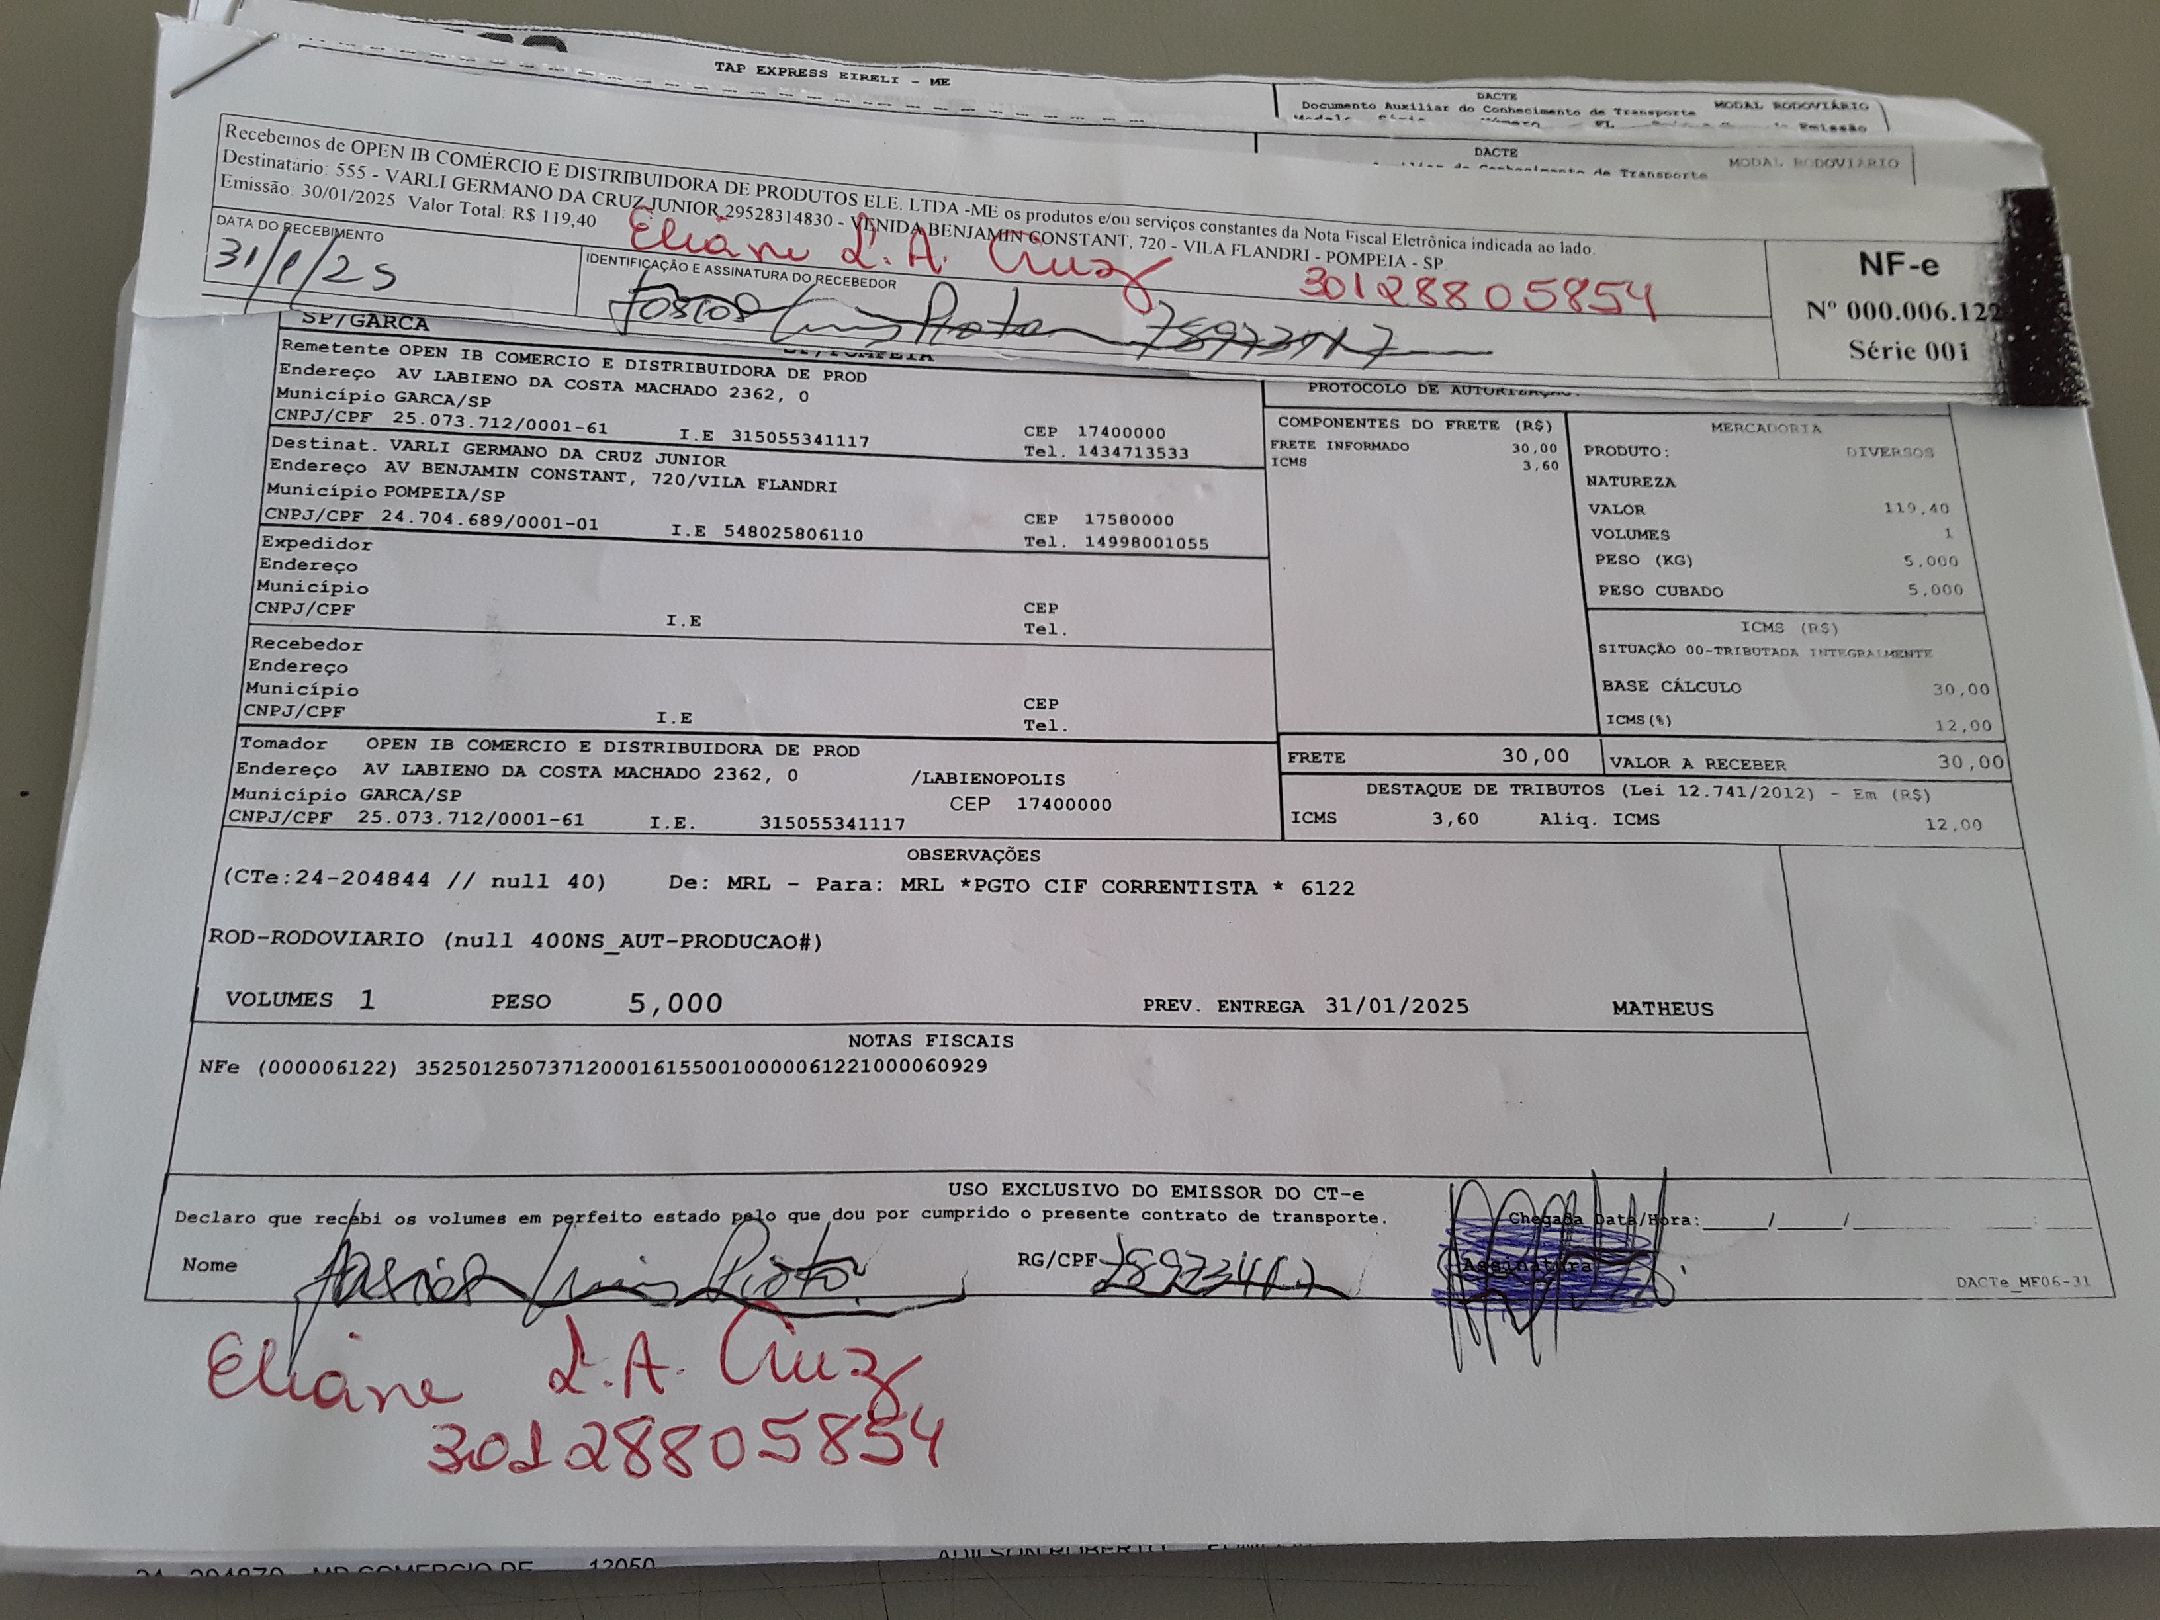 TAP EXPRESS EIRELI - ME
DACTE
Documento Auxiliar do Conhecimento de Transporte
MODAL RODOVIÁRIO
DACTE
de Transporte
MODAL RODOVIÁRIO
Recebemos de OPEN IB COMÉRCIO E DISTRIBUIDORA DE PRODUTOS ELE. LTDA -ME os produtos e/ou serviços constantes da Nota Fiscal Eletrônica indicada ao lado.
Destinatário: 555 - VARLI GERMANO DA CRUZ JUNIOR 29528314830 - VENIDA BENJAMIN CONSTANT, 720 - VILA FLANDRI - POMPEIA - SP
Emissão: 30/01/2025 Valor Total: R$ 119,40
Eliane L.A. Cruz 30128805854
DATA DO RECEBIMENTO
31/1/25
IDENTIFICAÇÃO E ASSINATURA DO RECEBEDOR
NF-e
Nº 000.006.122
Série 001
SP/GARCA
SP/POMPEIA
Remetente OPEN IB COMERCIO E DISTRIBUIDORA DE PROD
Endereço AV LABIENO DA COSTA MACHADO 2362, 0
Município GARCA/SP CEP 17400000
CNPJ/CPF 25.073.712/0001-61 I.E 315055341117 Tel. 1434713533
Destinat. VARLI GERMANO DA CRUZ JUNIOR
Endereço AV BENJAMIN CONSTANT, 720/VILA FLANDRI
Município POMPEIA/SP CEP 17580000
CNPJ/CPF 24.704.689/0001-01 I.E 548025806110 Tel. 14998001055
Expedidor
Endereço
Município CEP
CNPJ/CPF I.E Tel.
Recebedor
Endereço
Município CEP
CNPJ/CPF I.E Tel.
Tomador OPEN IB COMERCIO E DISTRIBUIDORA DE PROD
Endereço AV LABIENO DA COSTA MACHADO 2362, 0 /LABIENOPOLIS
Município GARCA/SP CEP 17400000
CNPJ/CPF 25.073.712/0001-61 I.E. 315055341117
PROTOCOLO DE AUTORIZAÇÃO:
COMPONENTES DO FRETE (R$)
FRETE INFORMADO 30,00
ICMS 3,60
MERCADORIA
PRODUTO: DIVERSOS
NATUREZA
VALOR 119,40
VOLUMES 1
PESO (KG) 5,000
PESO CUBADO 5,000
ICMS (R$)
SITUAÇÃO 00-TRIBUTADA INTEGRALMENTE
BASE CÁLCULO 30,00
ICMS(%) 12,00
FRETE 30,00 VALOR A RECEBER 30,00
DESTAQUE DE TRIBUTOS (Lei 12.741/2012) - Em (R$)
ICMS 3,60 Aliq. ICMS 12,00
OBSERVAÇÕES
(CTe:24-204844 // null 40) De: MRL - Para: MRL *PGTO CIF CORRENTISTA * 6122
ROD-RODOVIARIO (null 400NS_AUT-PRODUCAO#)
VOLUMES 1 PESO 5,000 PREV. ENTREGA 31/01/2025 MATHEUS
NOTAS FISCAIS
NFe (000006122) 35250125073712000161550010000061221000060929
USO EXCLUSIVO DO EMISSOR DO CT-e
Declaro que recebi os volumes em perfeito estado pelo que dou por cumprido o presente contrato de transporte. Chegada Data/Hora:
Nome RG/CPF Assinatura
DACTe_MF06-31
Eliane L.A. Cruz
30128805854